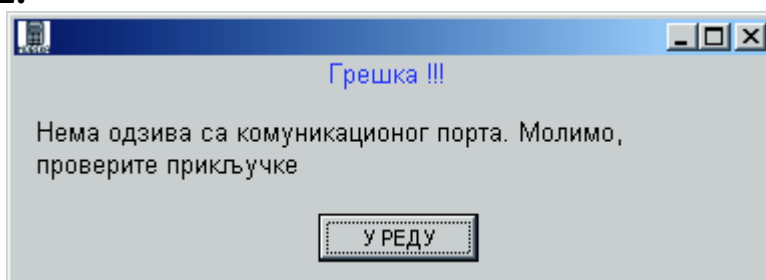 Грешка !!!
Нема одзива са комуникационог порта. Молимо,
проверите прикључке
У РЕДУ